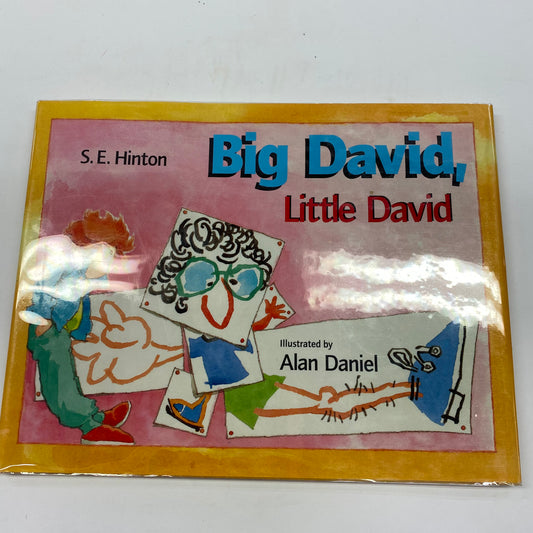 S. E. Hinton
Big David,
Little David
Illustrated by
Alan Daniel